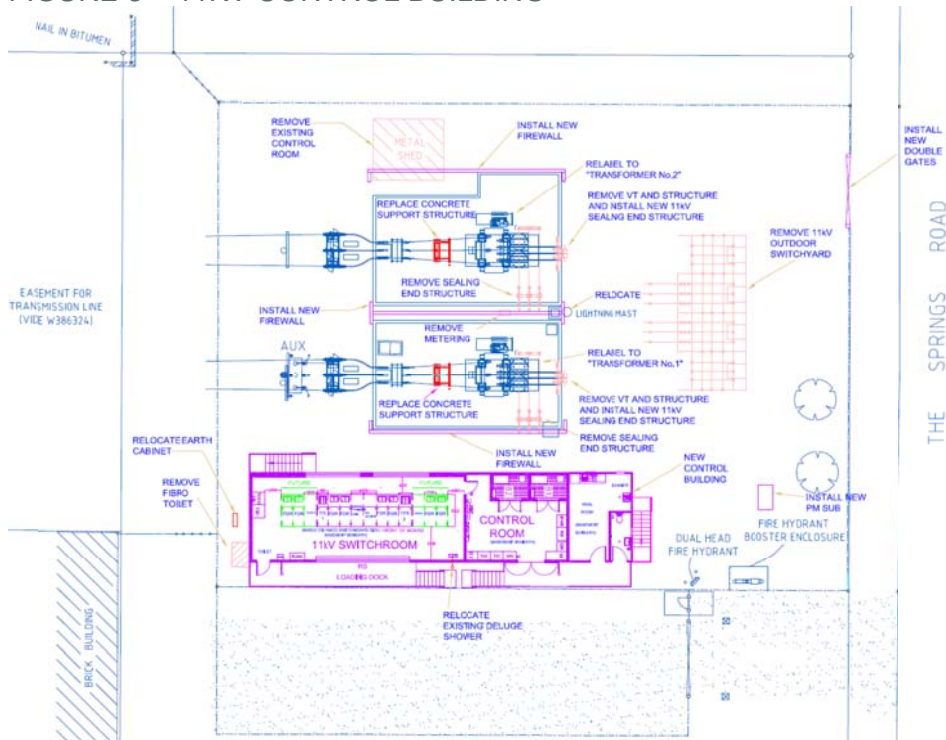 NAIL IN BITUMEN
REMOVE
EXISTING
CONTROL
ROOM
METAL
SHED
INSTALL NEW
FIREWALL
INSTALL
NEW
DOUBLE
GATES
RELABEL TO
"TRANSFORMER No.2"
REPLACE CONCRETE
SUPPORT STRUCTURE
REMOVE VT AND STRUCTURE
AND INSTALL NEW 11kV
SEALING END STRUCTURE
REMOVE 11kV
OUTDOOR
SWITCHYARD
THE SPRINGS ROAD
EASEMENT FOR
TRANSMISSION LINE
(VIDE W386324)
REMOVE SEALING
END STRUCTURE
RELOCATE
LIGHTNING MAST
INSTALL NEW
FIREWALL
REMOVE
METERING
AUX
RELABEL TO
"TRANSFORMER No.1"
REPLACE CONCRETE
SUPPORT STRUCTURE
REMOVE VT AND STRUCTURE
AND INSTALL NEW 11kV
SEALING END STRUCTURE
REMOVE SEALING
END STRUCTURE
RELOCATE EARTH
CABINET
INSTALL NEW
FIREWALL
NEW
CONTROL
BUILDING
REMOVE
FIBRO
TOILET
FUTURE
FUTURE
CONTROL
ROOM
11kV SWITCHROOM
LOADING DOCK
INSTALL NEW
PM SUB
DUAL HEAD
FIRE HYDRANT
FIRE HYDRANT
BOOSTER ENCLOSURE
RELOCATE
EXISTING DELUGE
SHOWER
BRICK BUILDING